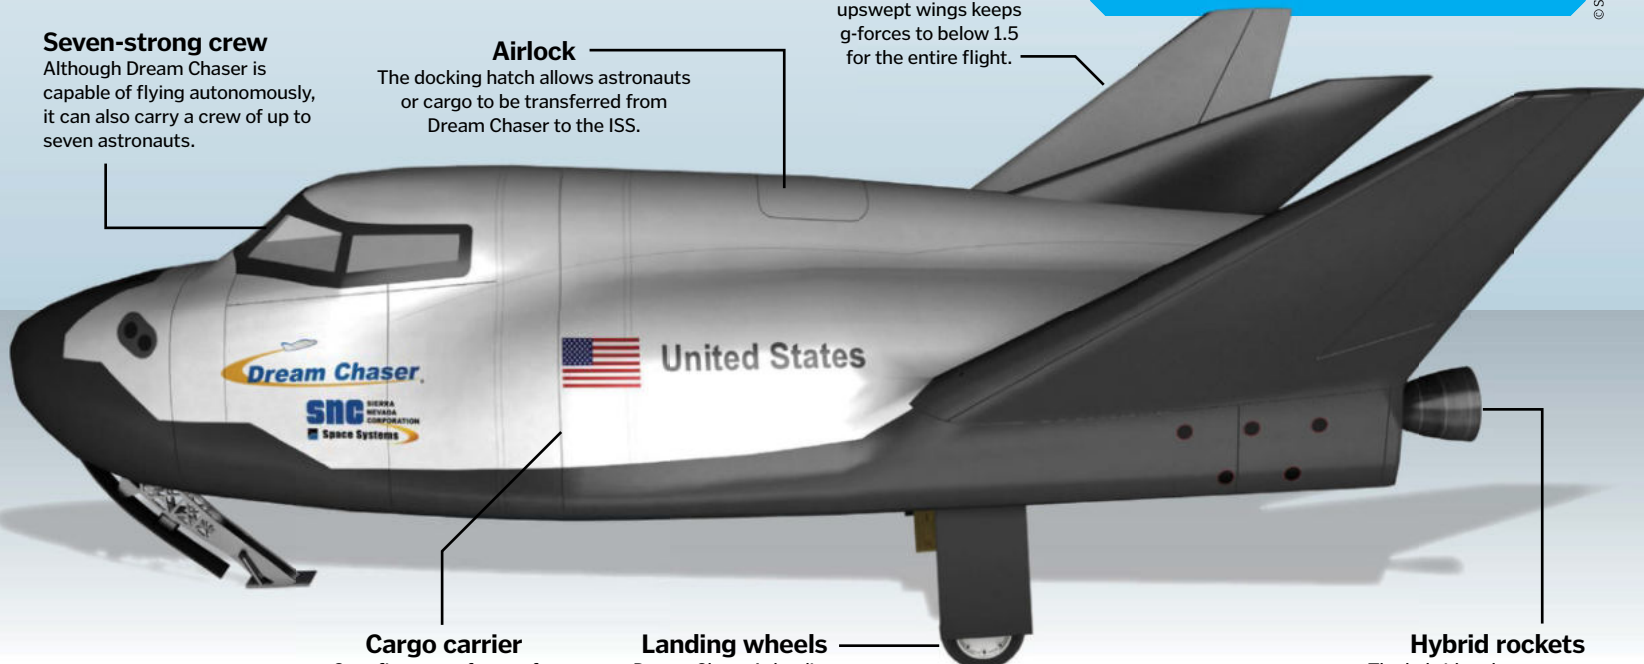 upswept wings keeps
g-forces to below 1.5
for the entire flight.
Seven-strong crew
Although Dream Chaser is
capable of flying autonomously,
it can also carry a crew of up to
seven astronauts.
Airlock
The docking hatch allows astronauts
or cargo to be transferred from
Dream Chaser to the ISS.
© S
Dream Chaser
United States
snc SIERRA
NEVADA
CORPORATION
Space Systems
Cargo carrier
Landing wheels
Hybrid rockets